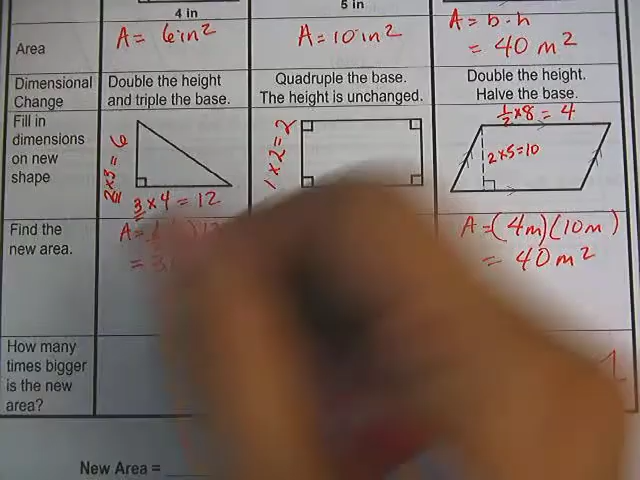 4 in
5 in
Area
A = 6 in²
A = 10 in²
A = b · h
= 40 m²
Dimensional Change
Double the height and triple the base.
Quadruple the base. The height is unchanged.
Double the height. Halve the base.
Fill in dimensions on new shape
2 x 3 = 6
3 x 4 = 12
1 x 2 = 2
½ x 8 = 4
2 x 5 = 10
Find the new area.
A =
= 3
A = (4m)(10m)
= 40 m²
How many times bigger is the new area?
1
New Area =